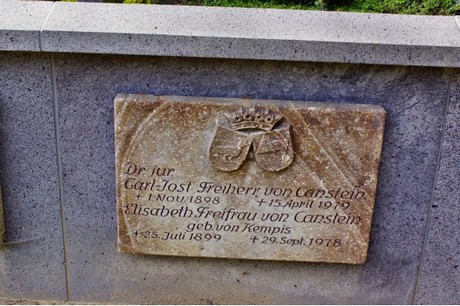 Dr. jur.
Carl-Jost Freiherr von Canstein
+ 1. Nov. 1898 + 15. April 1979
Elisabeth Freifrau von Canstein
geb. von Kempis
+ 25. Juli 1899 + 29. Sept. 1978